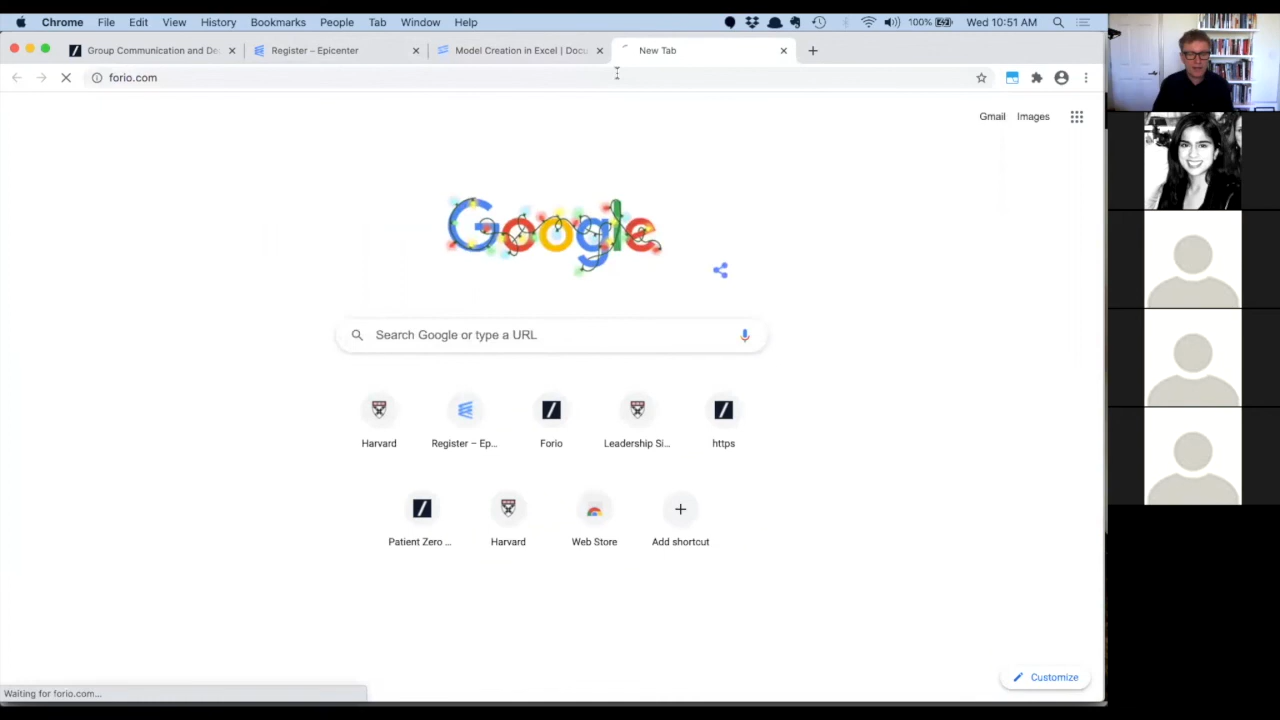 Chrome File Edit View History Bookmarks People Tab Window Help 100% Wed 10:51 AM
Group Communication and De Register – Epicenter Model Creation in Excel | Docu New Tab
forio.com
Gmail Images
Google
Search Google or type a URL
Harvard Register – Ep... Forio Leadership Si... https
Patient Zero ... Harvard Web Store Add shortcut
Customize
Waiting for forio.com...